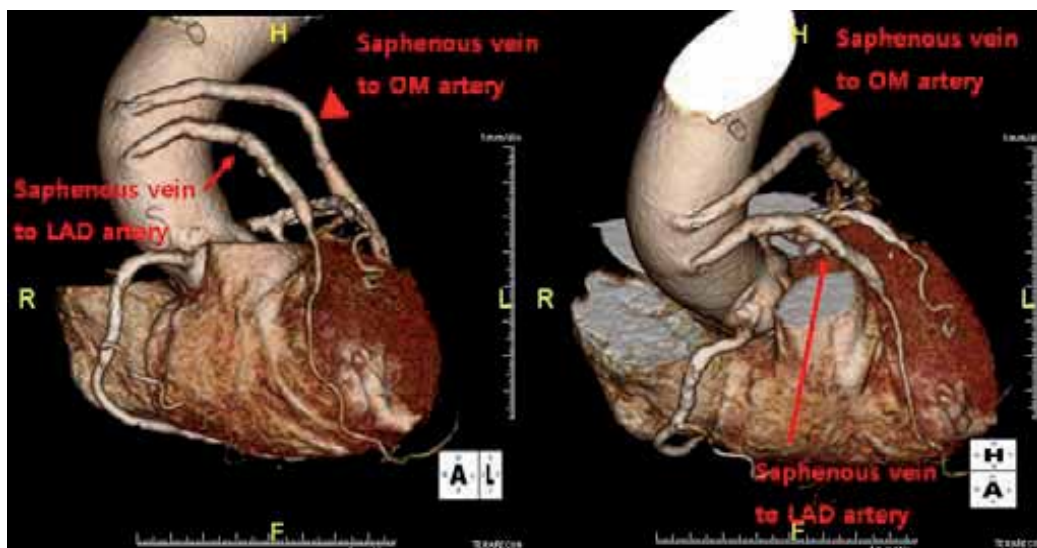 H
Saphenous vein
to OM artery
Saphenous vein
to LAD artery
R
L
A L
F
H
Saphenous vein
to OM artery
R
L
H
A
Saphenous vein
to LAD artery
F